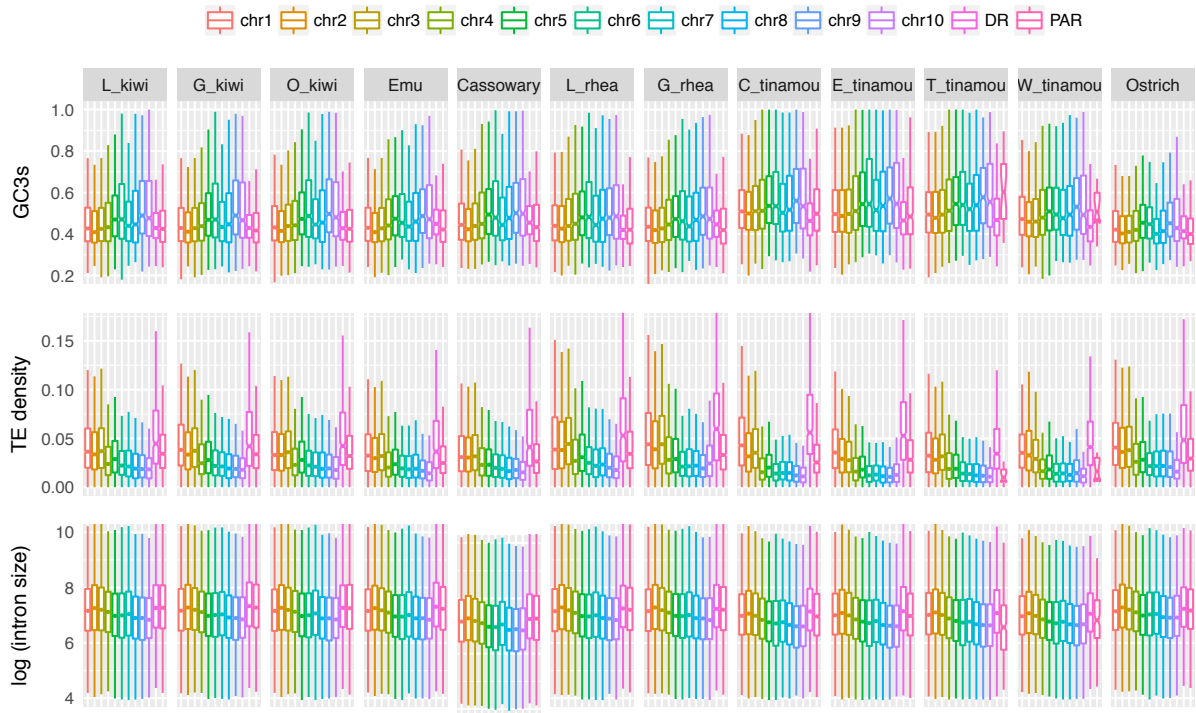 chr1 chr2 chr3 chr4 chr5 chr6 chr7 chr8 chr9 chr10 DR PAR
L_kiwi G_kiwi O_kiwi Emu Cassowary L_rhea G_rhea C_tinamou E_tinamou T_tinamou W_tinamou Ostrich
GC3s
1.0
0.8
0.6
0.4
0.2
TE density
0.15
0.10
0.05
0.00
log (intron size)
10
8
6
4